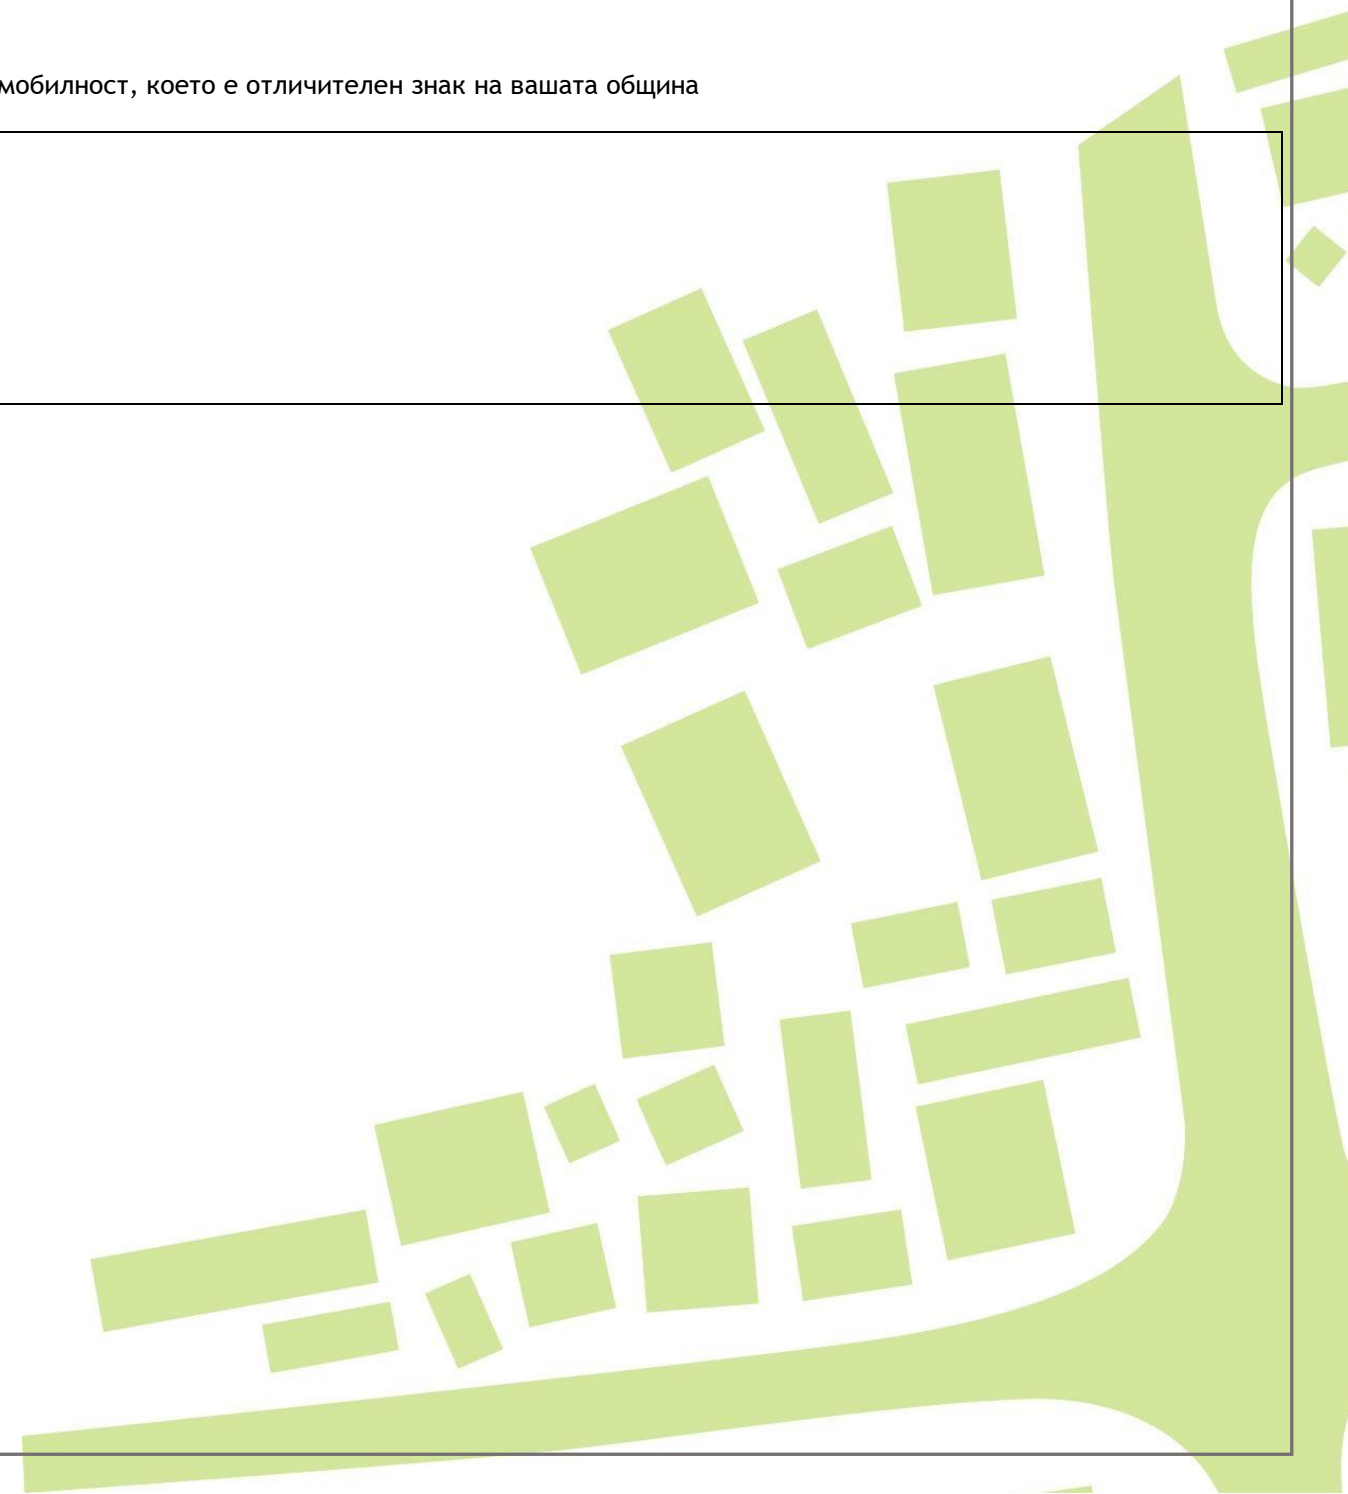 мобилност, което е отличителен знак на вашата община